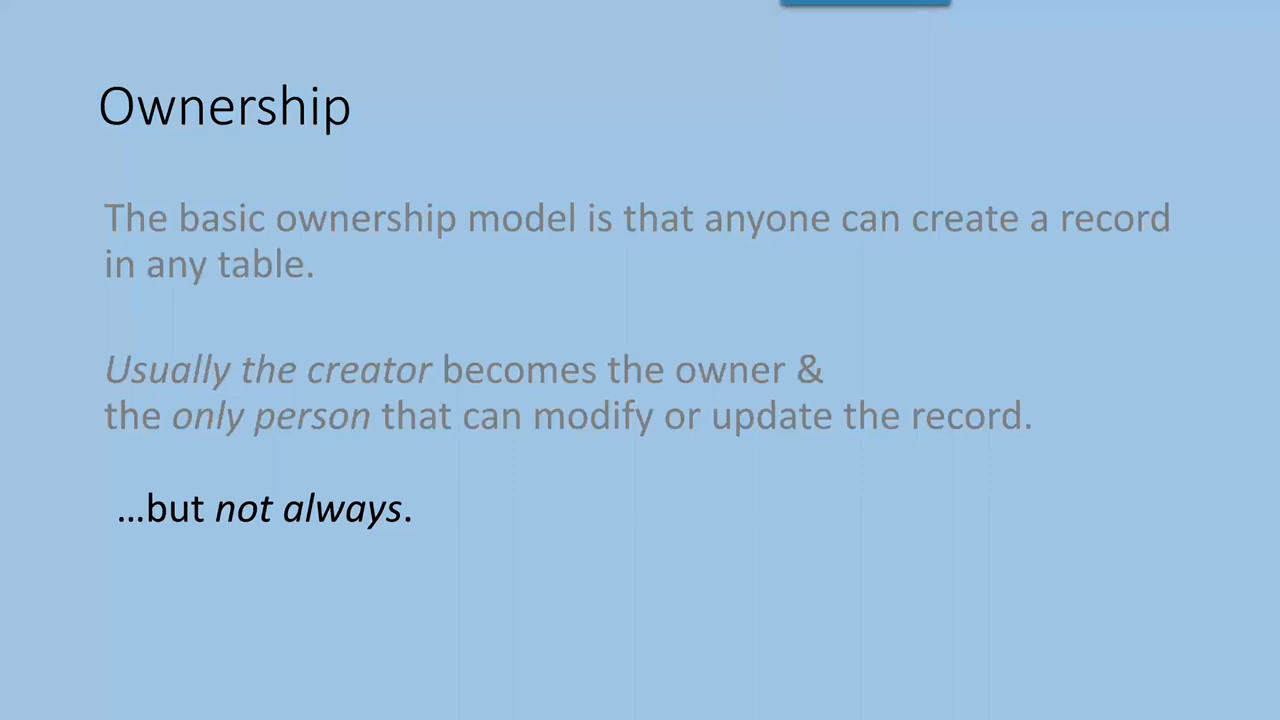 Ownership
The basic ownership model is that anyone can create a record
in any table.
Usually the creator becomes the owner &
the only person that can modify or update the record.
…but not always.